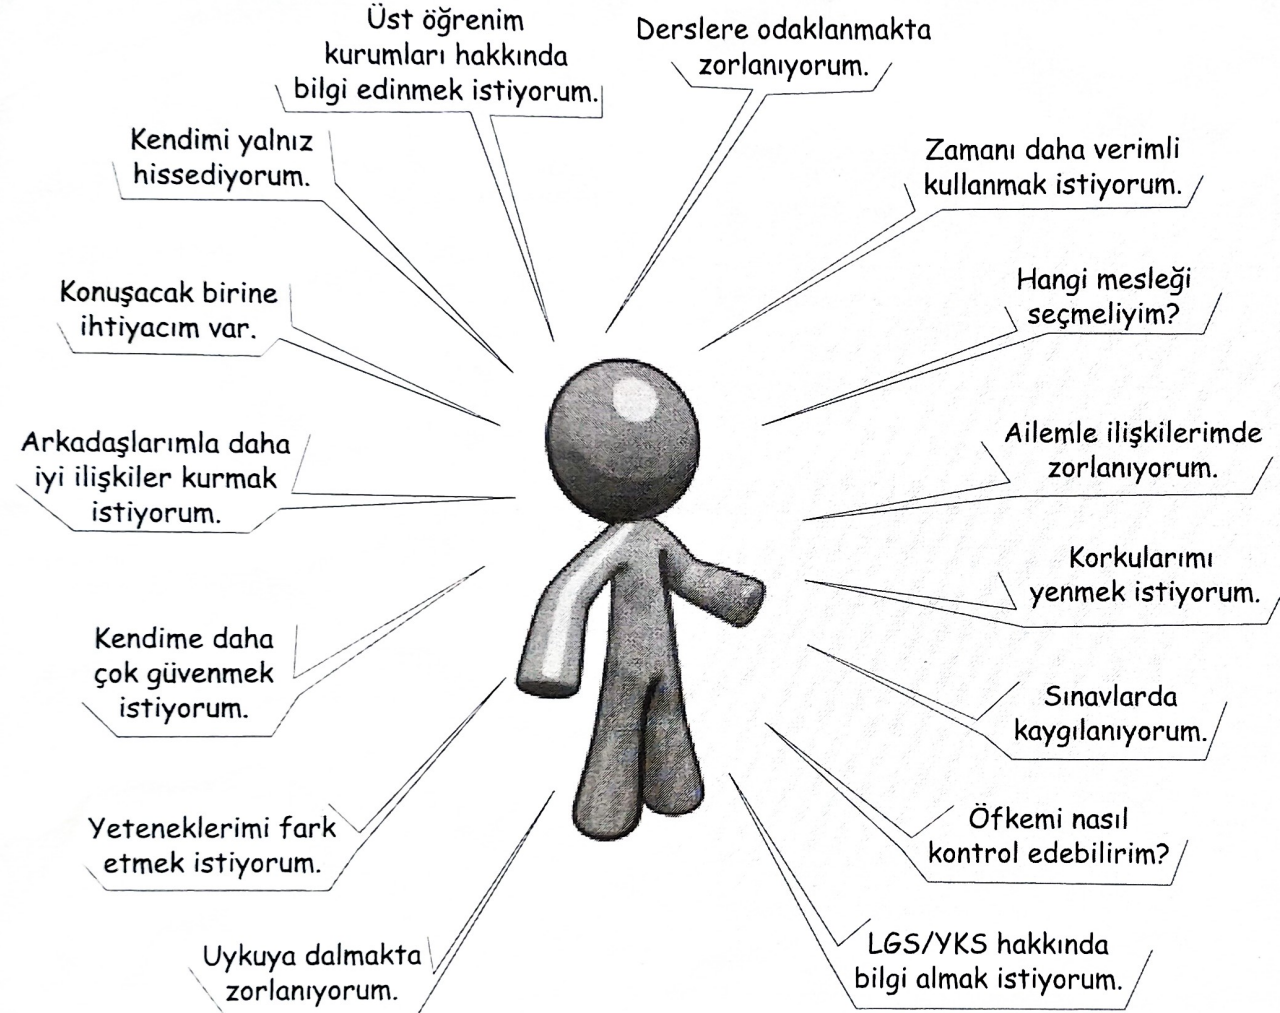 Üst öğrenim
kurumları hakkında
bilgi edinmek istiyorum.
Derslere odaklanmakta
zorlanıyorum.
Kendimi yalnız
hissediyorum.
Zamanı daha verimli
kullanmak istiyorum.
Konuşacak birine
ihtiyacım var.
Hangi mesleği
seçmeliyim?
Arkadaşlarımla daha
iyi ilişkiler kurmak
istiyorum.
Ailemle ilişkilerimde
zorlanıyorum.
Korkularımı
yenmek istiyorum.
Kendime daha
çok güvenmek
istiyorum.
Sınavlarda
kaygılanıyorum.
Yeteneklerimi fark
etmek istiyorum.
Öfkemi nasıl
kontrol edebilirim?
Uykuya dalmakta
zorlanıyorum.
LGS/YKS hakkında
bilgi almak istiyorum.